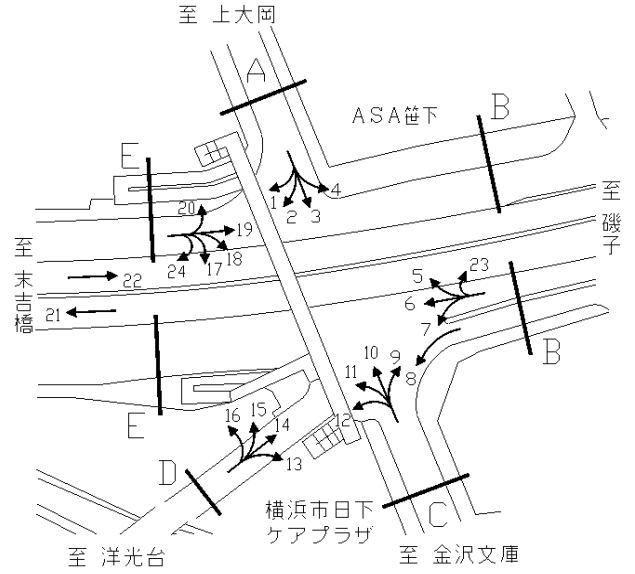 至 上大岡
A
ASA笹下
B
E
4
1
2
3
至 磯子
20
19
18
24
17
至 末吉橋
22
21
5
23
6
7
8
B
10
9
11
12
E
16
15
14
13
D
横浜市日下
ケアプラザ
C
至 洋光台
至 金沢文庫